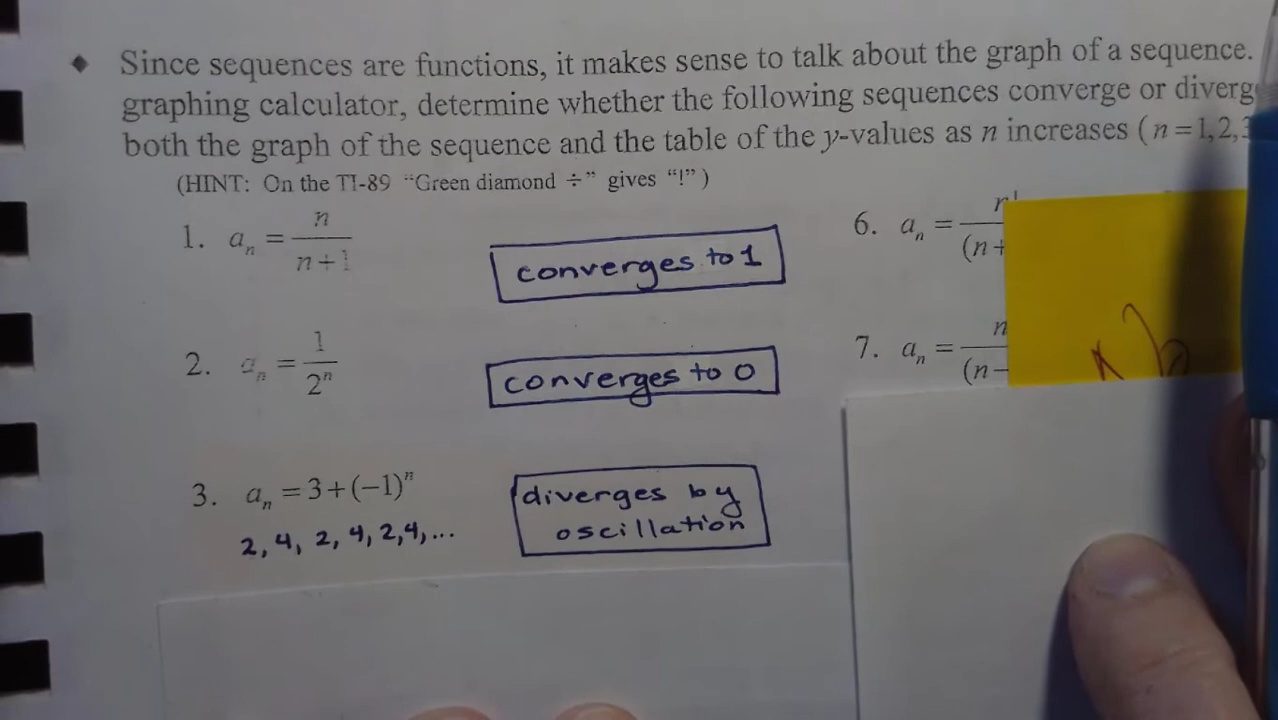 Since sequences are functions, it makes sense to talk about the graph of a sequence.
graphing calculator, determine whether the following sequences converge or
both the graph of the sequence and the table of the y-values as n increases (n=1,2,
(HINT: On the TI-89 “Green diamond ÷” gives “!”)
1. aₙ = n/(n+1)
converges to 1
2. aₙ = 1/2ⁿ
converges to 0
3. aₙ = 3+(−1)ⁿ
2, 4, 2, 4, 2, 4, ...
diverges by
oscillation
6. aₙ =
(n+
7. aₙ = n
(n−